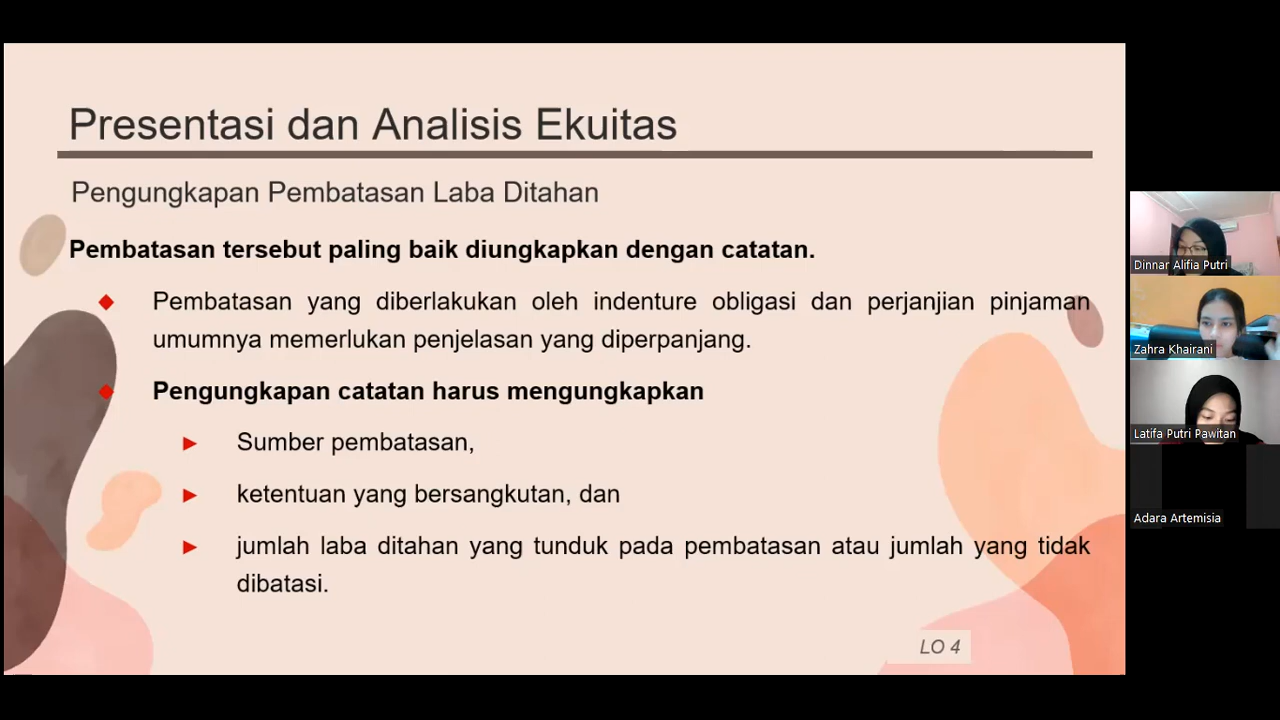 Presentasi dan Analisis Ekuitas
Pengungkapan Pembatasan Laba Ditahan
Pembatasan tersebut paling baik diungkapkan dengan catatan.
Pembatasan yang diberlakukan oleh indenture obligasi dan perjanjian pinjaman
umumnya memerlukan penjelasan yang diperpanjang.
Pengungkapan catatan harus mengungkapkan
Sumber pembatasan,
ketentuan yang bersangkutan, dan
jumlah laba ditahan yang tunduk pada pembatasan atau jumlah yang tidak
dibatasi.
LO 4
Dinnar Alifia Putri
Zahra Khairani
Latifa Putri Pawitan
Adara Artemisia